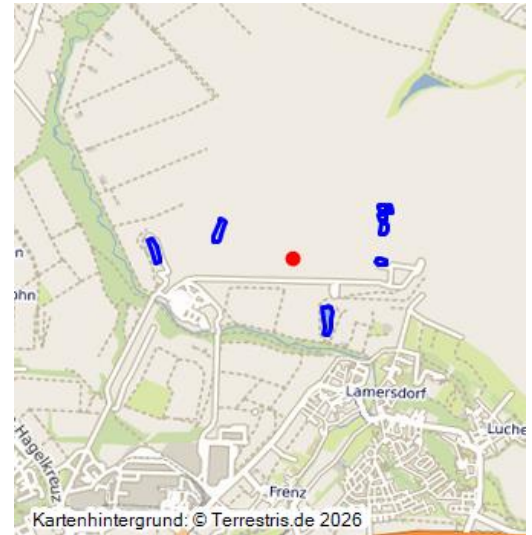 n
ohn
Lamersdorf
Luche
Hagelkreuz
Frenz
Kartenhintergrund: © Terrestris.de 2026